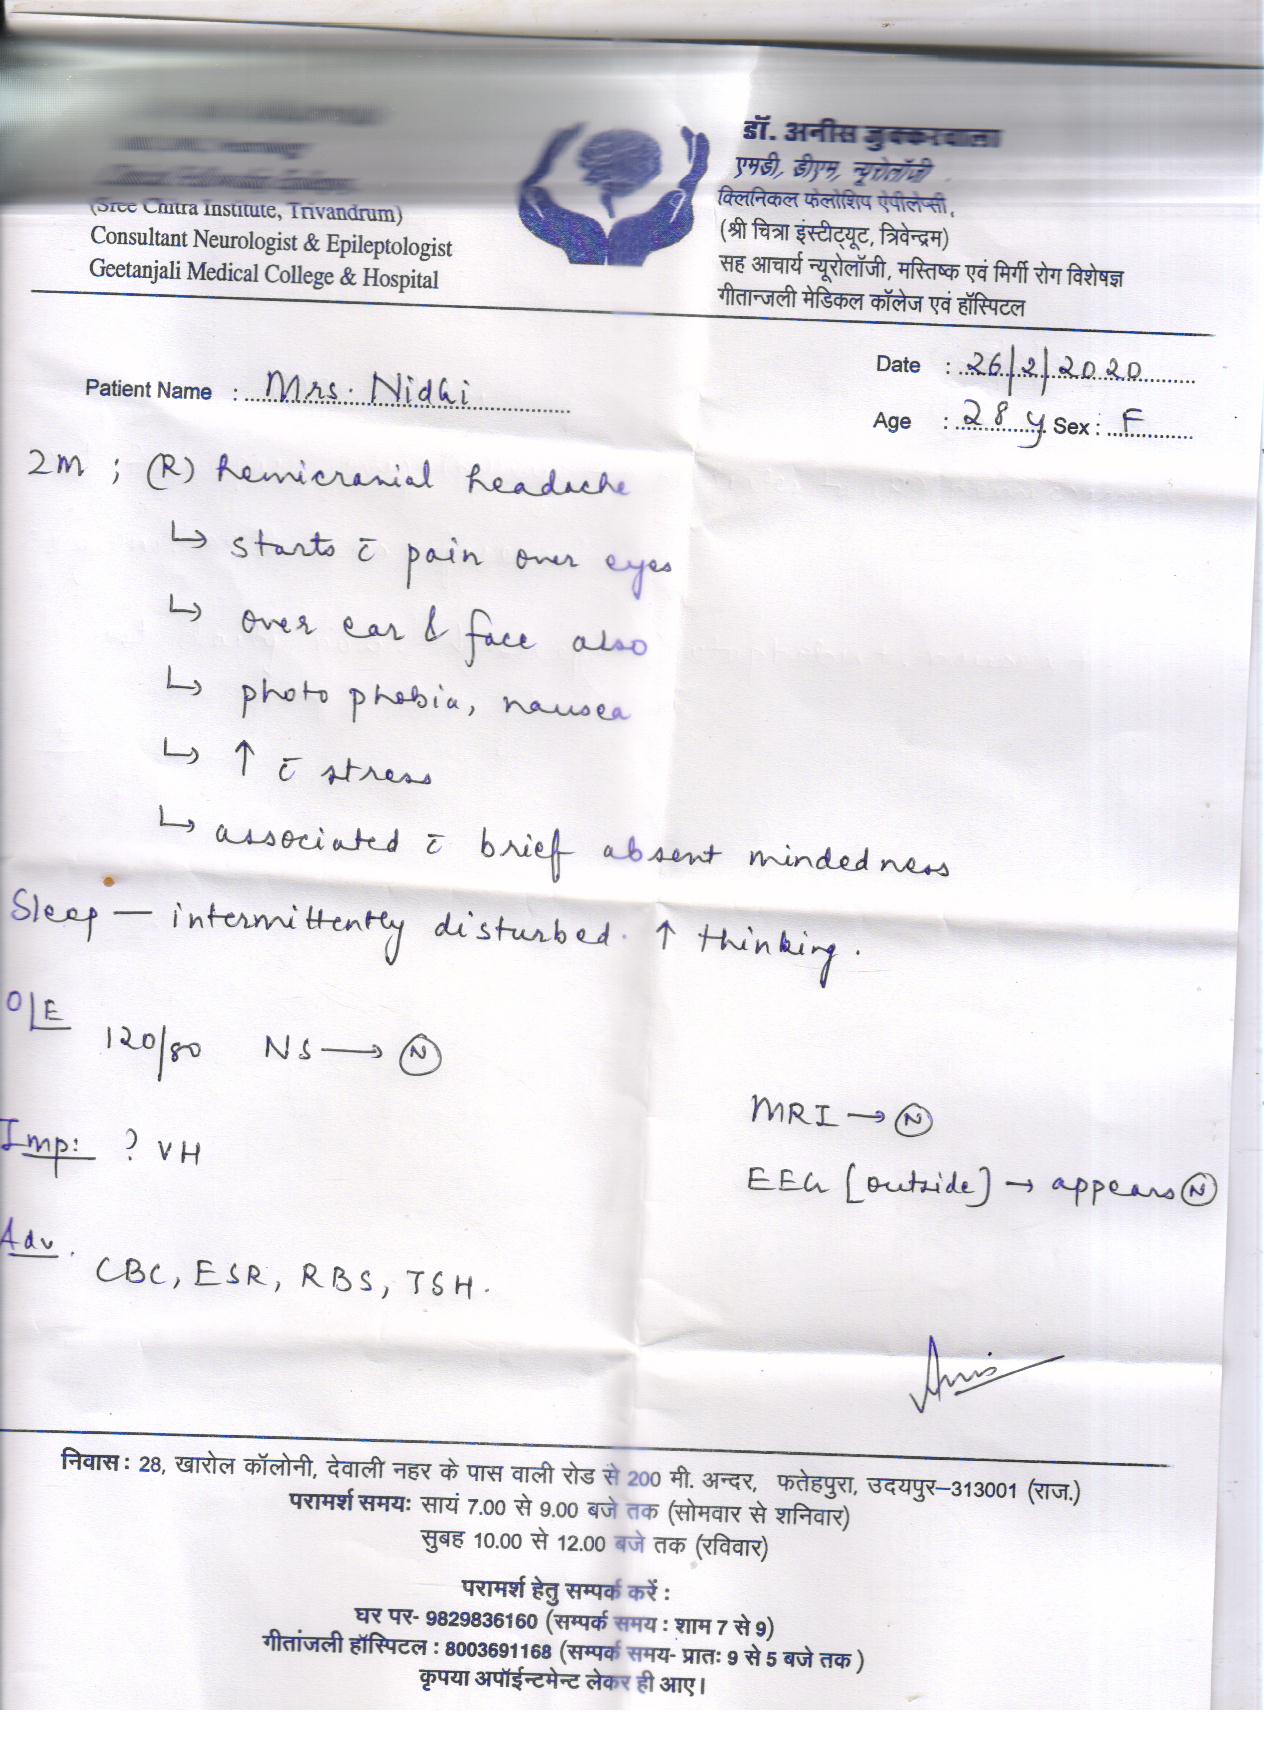 डॉ. अनीस जुक्करवाला
एमडी, डीएम, न्यूरोलॉजी
क्लिनिकल फेलोशिप ऐपीलेप्सी,
(श्री चित्रा इंस्टीट्यूट, त्रिवेन्द्रम)
सह आचार्य न्यूरोलॉजी, मस्तिष्क एवं मिर्गी रोग विशेषज्ञ
गीतान्जली मेडिकल कॉलेज एवं हॉस्पिटल
(Sree Chitra Institute, Trivandrum)
Consultant Neurologist & Epileptologist
Geetanjali Medical College & Hospital
Patient Name : Mrs. Nidhi
Date : 26/2/2020
Age : 28 y Sex : F
2M ; (R) hemicranial headache
↳ starts c̄ pain over eyes
↳ over ear & face also
↳ photophobia, nausea
↳ ↑ c̄ stress
↳ associated c̄ brief absent mindedness
Sleep — intermittently disturbed. ↑ thinking.
O/E
120/80 NS → Ⓝ
MRI → Ⓝ
Imp: ? VH
EEG [outside] → appears Ⓝ
Adv.
CBC, ESR, RBS, TSH.
Anis
निवास : 28, खारोल कॉलोनी, देवाली नहर के पास वाली रोड से 200 मी. अन्दर, फतेहपुरा, उदयपुर–313001 (राज.)
परामर्श समय: सायं 7.00 से 9.00 बजे तक (सोमवार से शनिवार)
सुबह 10.00 से 12.00 बजे तक (रविवार)
परामर्श हेतु सम्पर्क करें :
घर पर- 9829836160 (सम्पर्क समय : शाम 7 से 9)
गीतांजली हॉस्पिटल : 8003691168 (सम्पर्क समय- प्रातः 9 से 5 बजे तक )
कृपया अपॉईन्टमेन्ट लेकर ही आए।